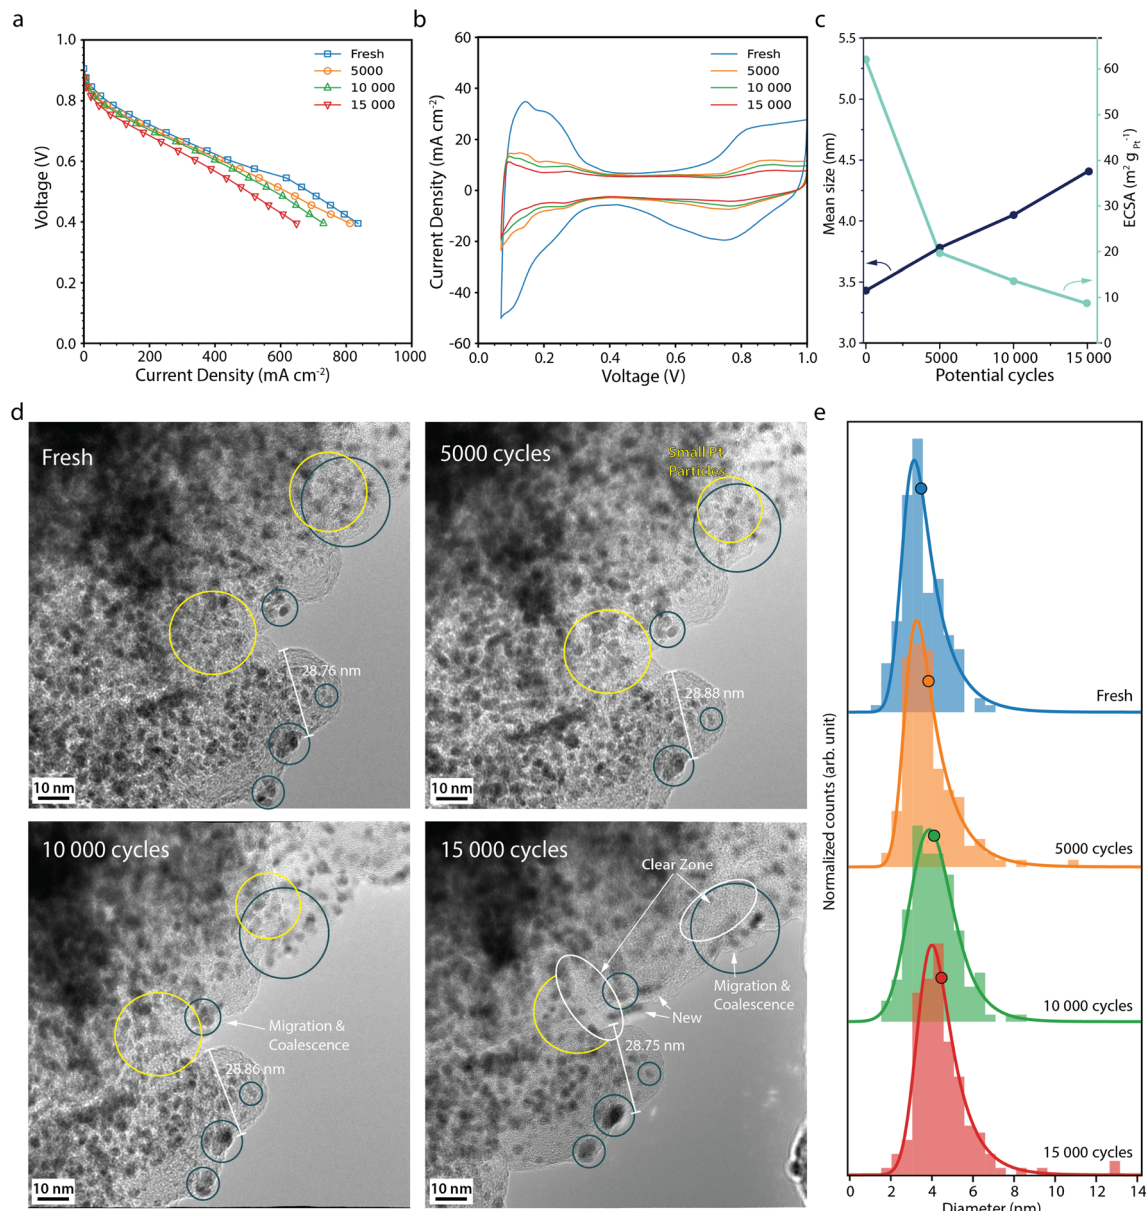 a
1.0
0.8
0.6
0.4
0.2
0.0
Voltage (V)
0
200
400
600
800
1000
Current Density (mA cm-2)
Fresh
5000
10 000
15 000
b
60
40
20
0
-20
-40
-60
Current Density (mA cm-2)
0.0
0.2
0.4
0.6
0.8
1.0
Voltage (V)
Fresh
5000
10 000
15 000
c
5.5
5.0
4.5
4.0
3.5
3.0
Mean size (nm)
60
50
40
30
20
10
0
ECSA (m2 g Pt-1)
0
5000
10 000
15 000
Potential cycles
d
Fresh
28.76 nm
10 nm
5000 cycles
Small Pt
Particles
28.88 nm
10 nm
10 000 cycles
Migration &
Coalescence
28.86 nm
10 nm
15 000 cycles
Clear Zone
Migration &
Coalescence
New
28.75 nm
10 nm
e
Normalized counts (arb. unit)
Fresh
5000 cycles
10 000 cycles
15 000 cycles
0
2
4
6
8
10
12
14
Diameter (nm)